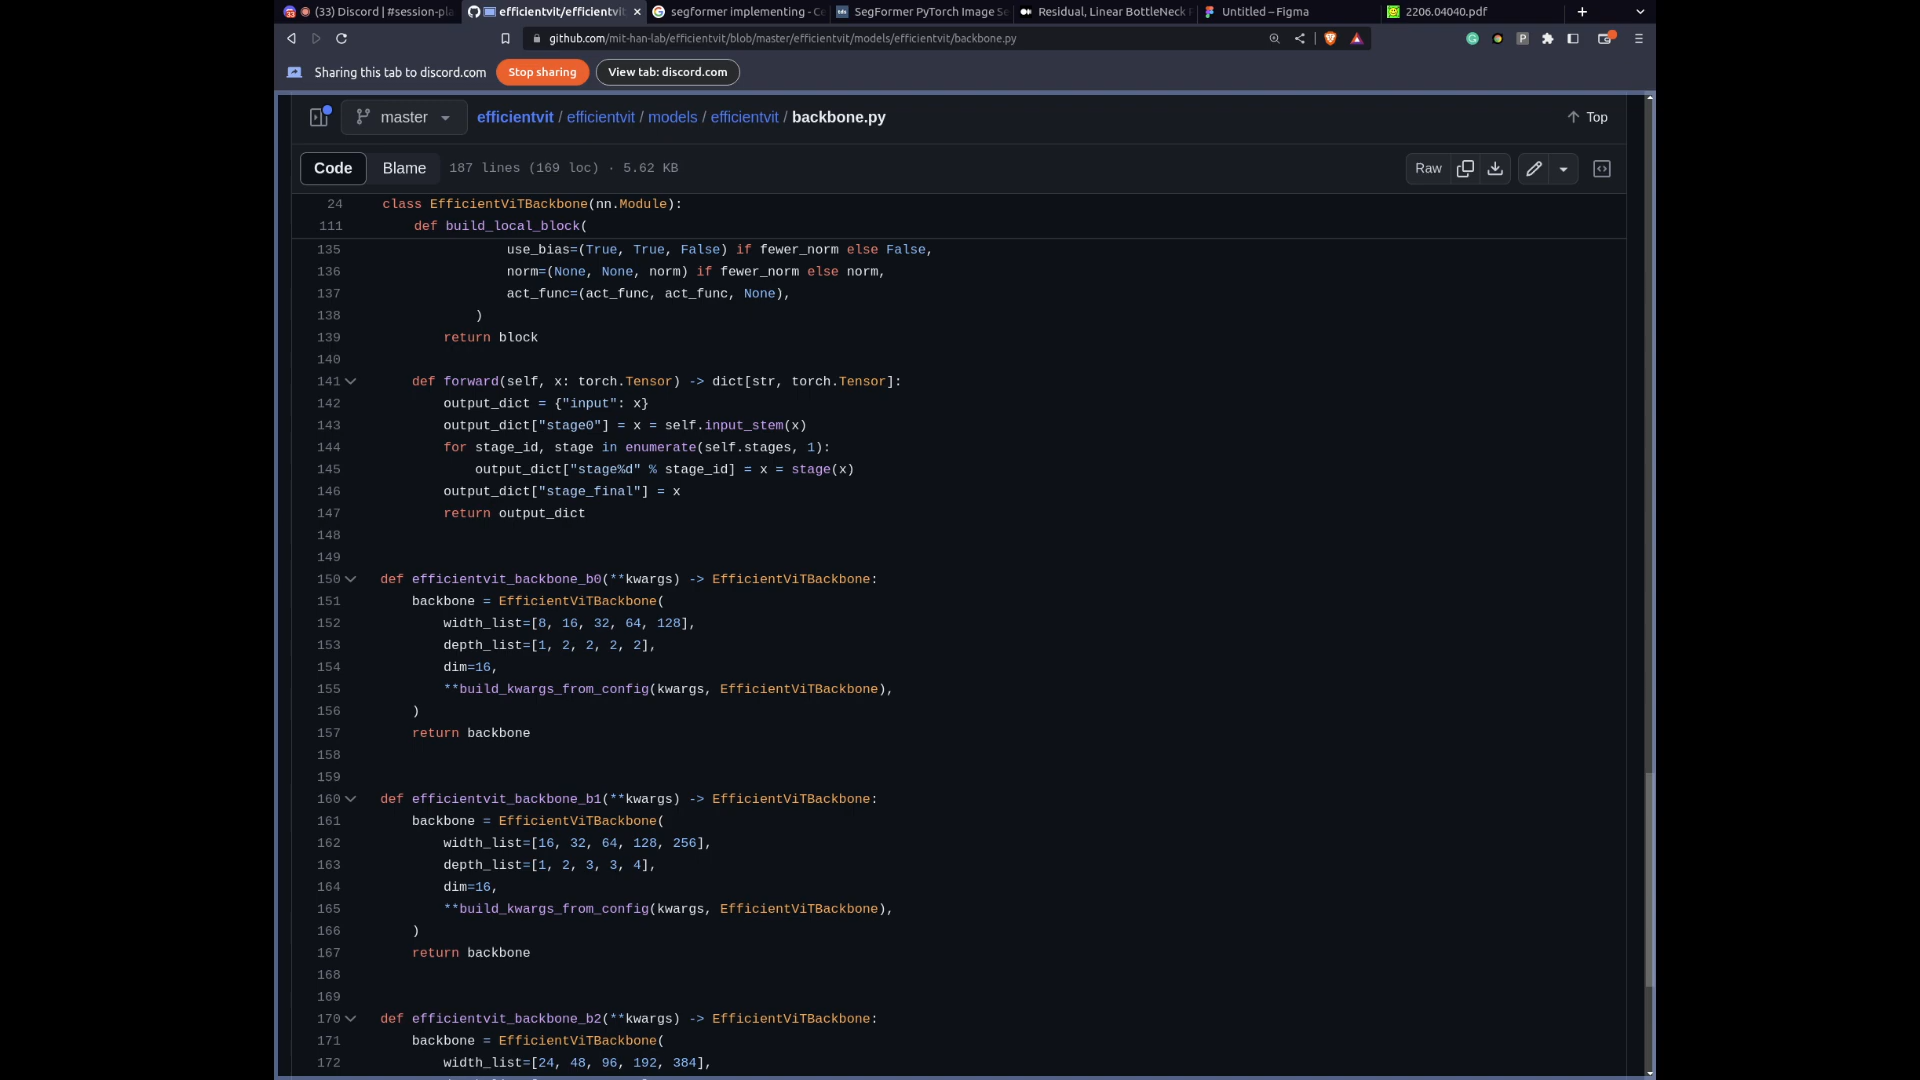 (33) Discord | #session-pla
efficientvit/efficientvit
segformer implementing - Ce
SegFormer PyTorch Image Se
Residual, Linear BottleNeck
Untitled – Figma
2206.04040.pdf
github.com/mit-han-lab/efficientvit/blob/master/efficientvit/models/efficientvit/backbone.py
Sharing this tab to discord.com Stop sharing View tab: discord.com
master efficientvit / efficientvit / models / efficientvit / backbone.py Top
Code Blame 187 lines (169 loc) · 5.62 KB Raw
24 class EfficientViTBackbone(nn.Module):
111 def build_local_block(
135 use_bias=(True, True, False) if fewer_norm else False,
136 norm=(None, None, norm) if fewer_norm else norm,
137 act_func=(act_func, act_func, None),
138 )
139 return block
140
141 def forward(self, x: torch.Tensor) -> dict[str, torch.Tensor]:
142 output_dict = {"input": x}
143 output_dict["stage0"] = x = self.input_stem(x)
144 for stage_id, stage in enumerate(self.stages, 1):
145 output_dict["stage%d" % stage_id] = x = stage(x)
146 output_dict["stage_final"] = x
147 return output_dict
148
149
150 def efficientvit_backbone_b0(**kwargs) -> EfficientViTBackbone:
151 backbone = EfficientViTBackbone(
152 width_list=[8, 16, 32, 64, 128],
153 depth_list=[1, 2, 2, 2, 2],
154 dim=16,
155 **build_kwargs_from_config(kwargs, EfficientViTBackbone),
156 )
157 return backbone
158
159
160 def efficientvit_backbone_b1(**kwargs) -> EfficientViTBackbone:
161 backbone = EfficientViTBackbone(
162 width_list=[16, 32, 64, 128, 256],
163 depth_list=[1, 2, 3, 3, 4],
164 dim=16,
165 **build_kwargs_from_config(kwargs, EfficientViTBackbone),
166 )
167 return backbone
168
169
170 def efficientvit_backbone_b2(**kwargs) -> EfficientViTBackbone:
171 backbone = EfficientViTBackbone(
172 width_list=[24, 48, 96, 192, 384],